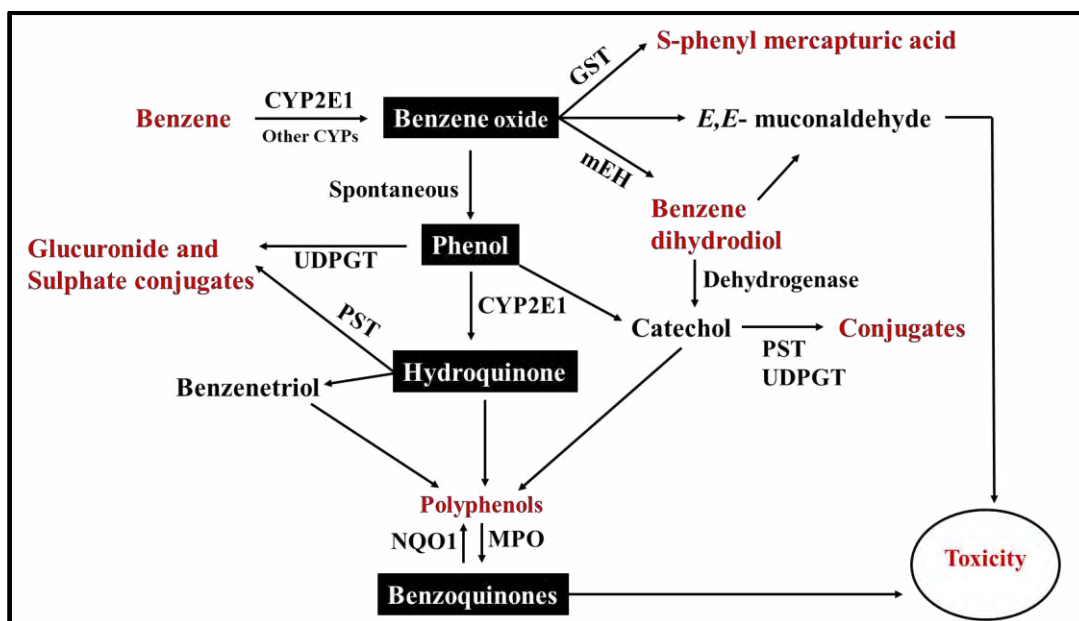 S-phenyl mercapturic acid
GST
CYP2E1
Benzene
Other CYPs
Benzene oxide
E,E- muconaldehyde
mEH
Spontaneous
Benzene
dihydrodiol
Phenol
Glucuronide and
Sulphate conjugates
UDPGT
Dehydrogenase
CYP2E1
Catechol
Conjugates
PST
PST
UDPGT
Hydroquinone
Benzenetriol
Polyphenols
NQO1
MPO
Toxicity
Benzoquinones